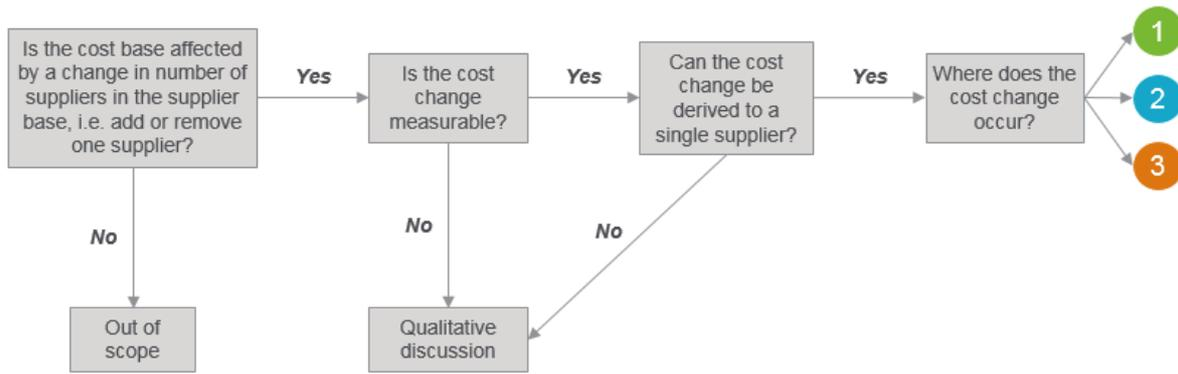 Is the cost base affected
by a change in number of
suppliers in the supplier
base, i.e. add or remove
one supplier?
Yes
Is the cost
change
measurable?
Yes
Can the cost
change be
derived to a
single supplier?
Yes
Where does the
cost change
occur?
1
2
3
No
No
No
Out of
scope
Qualitative
discussion